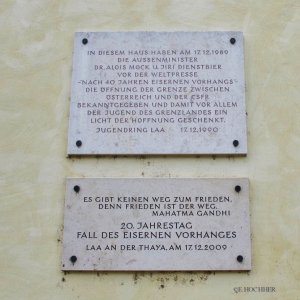 IN DIESEM HAUS HABEN AM 17.12.1989
DIE AUSSENMINISTER
DR. ALOIS MOCK U. JIRI DIENSTBIER
VOR DER WELTPRESSE
-NACH 40 JAHREN EISERNEN VORHANGS-
DIE ÖFFNUNG DER GRENZE ZWISCHEN
ÖSTERREICH UND DER CSFR
BEKANNTGEGEBEN UND DAMIT VOR ALLEM
DER JUGEND DES GRENZLANDES EIN
LICHT DER HOFFNUNG GESCHENKT.
JUGENDRING LAA 17.12.1990
ES GIBT KEINEN WEG ZUM FRIEDEN,
DENN FRIEDEN IST DER WEG.
MAHATMA GANDHI
20. JAHRESTAG
FALL DES EISERNEN VORHANGES
LAA AN DER THAYA, AM 17.12.2009